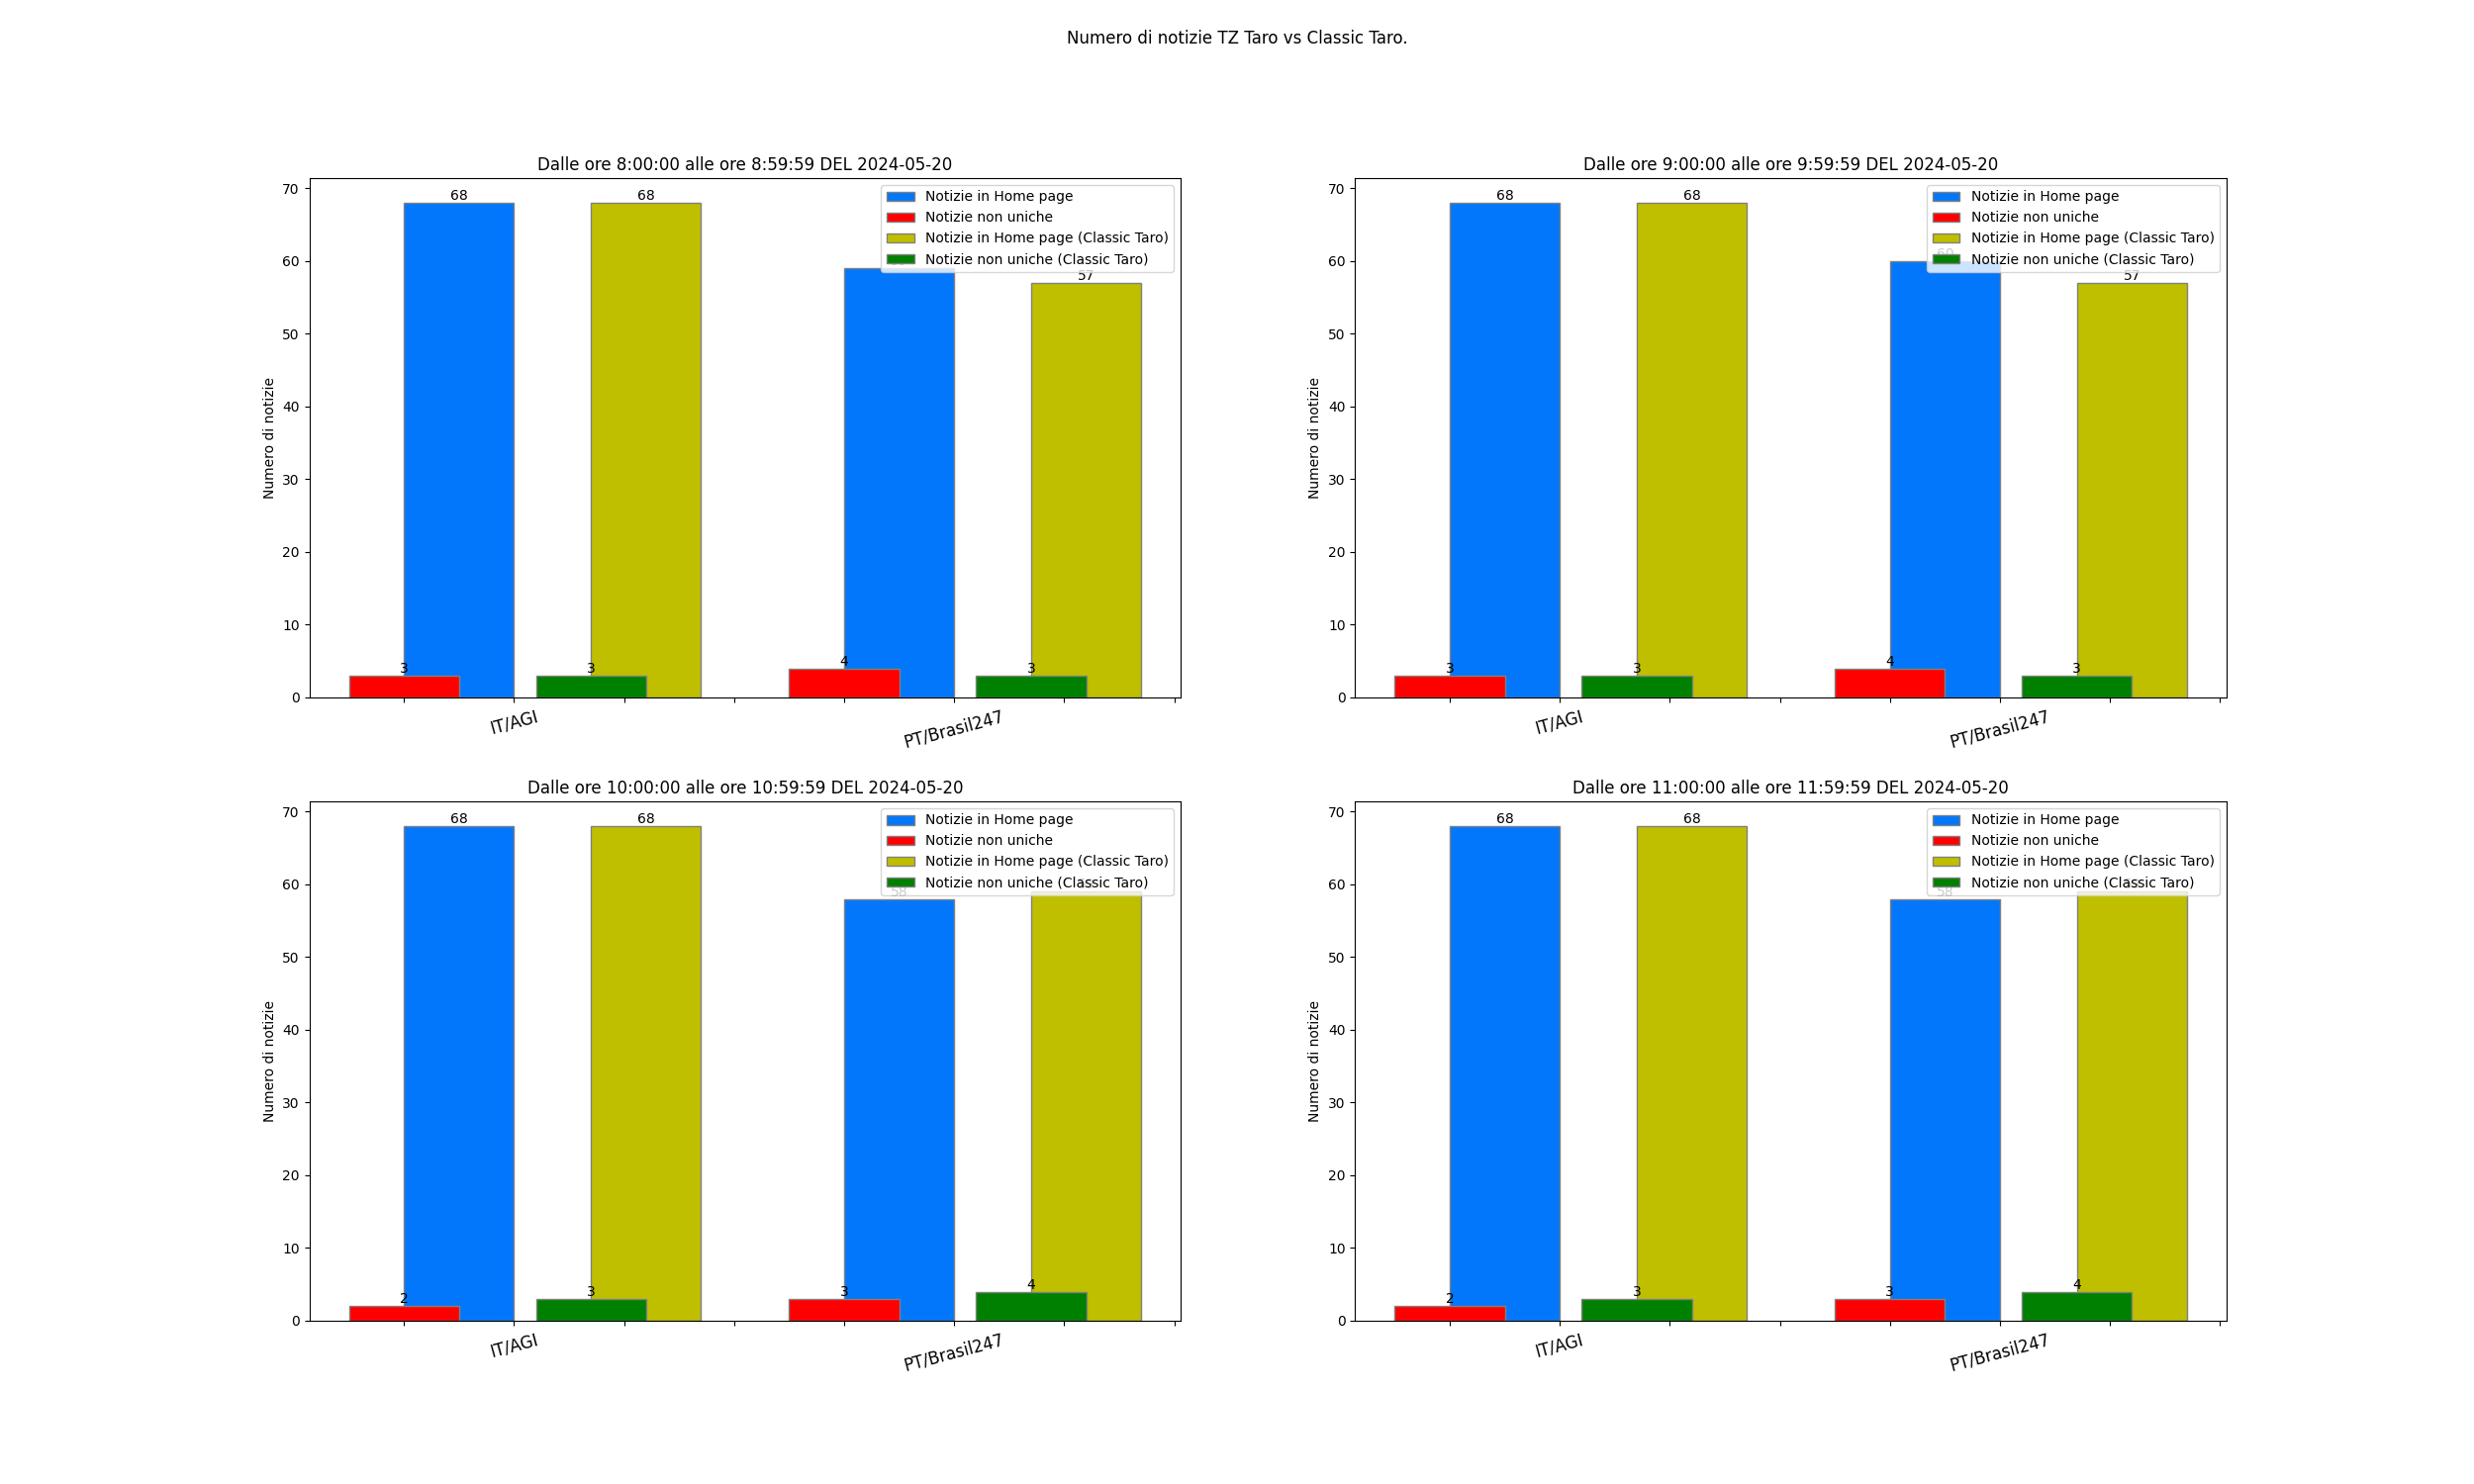 Numero di notizie TZ Taro vs Classic Taro.
Dalle ore 8:00:00 alle ore 8:59:59 DEL 2024-05-20
Numero di notizie
70
60
50
40
30
20
10
0
68
68
57
3
3
4
3
Notizie in Home page
Notizie non uniche
Notizie in Home page (Classic Taro)
Notizie non uniche (Classic Taro)
IT/AGI
PT/Brasil247
Dalle ore 9:00:00 alle ore 9:59:59 DEL 2024-05-20
Numero di notizie
70
60
50
40
30
20
10
0
68
68
60
57
3
3
4
3
Notizie in Home page
Notizie non uniche
Notizie in Home page (Classic Taro)
Notizie non uniche (Classic Taro)
IT/AGI
PT/Brasil247
Dalle ore 10:00:00 alle ore 10:59:59 DEL 2024-05-20
Numero di notizie
70
60
50
40
30
20
10
0
68
68
58
2
3
3
4
Notizie in Home page
Notizie non uniche
Notizie in Home page (Classic Taro)
Notizie non uniche (Classic Taro)
IT/AGI
PT/Brasil247
Dalle ore 11:00:00 alle ore 11:59:59 DEL 2024-05-20
Numero di notizie
70
60
50
40
30
20
10
0
68
68
58
2
3
3
4
Notizie in Home page
Notizie non uniche
Notizie in Home page (Classic Taro)
Notizie non uniche (Classic Taro)
IT/AGI
PT/Brasil247